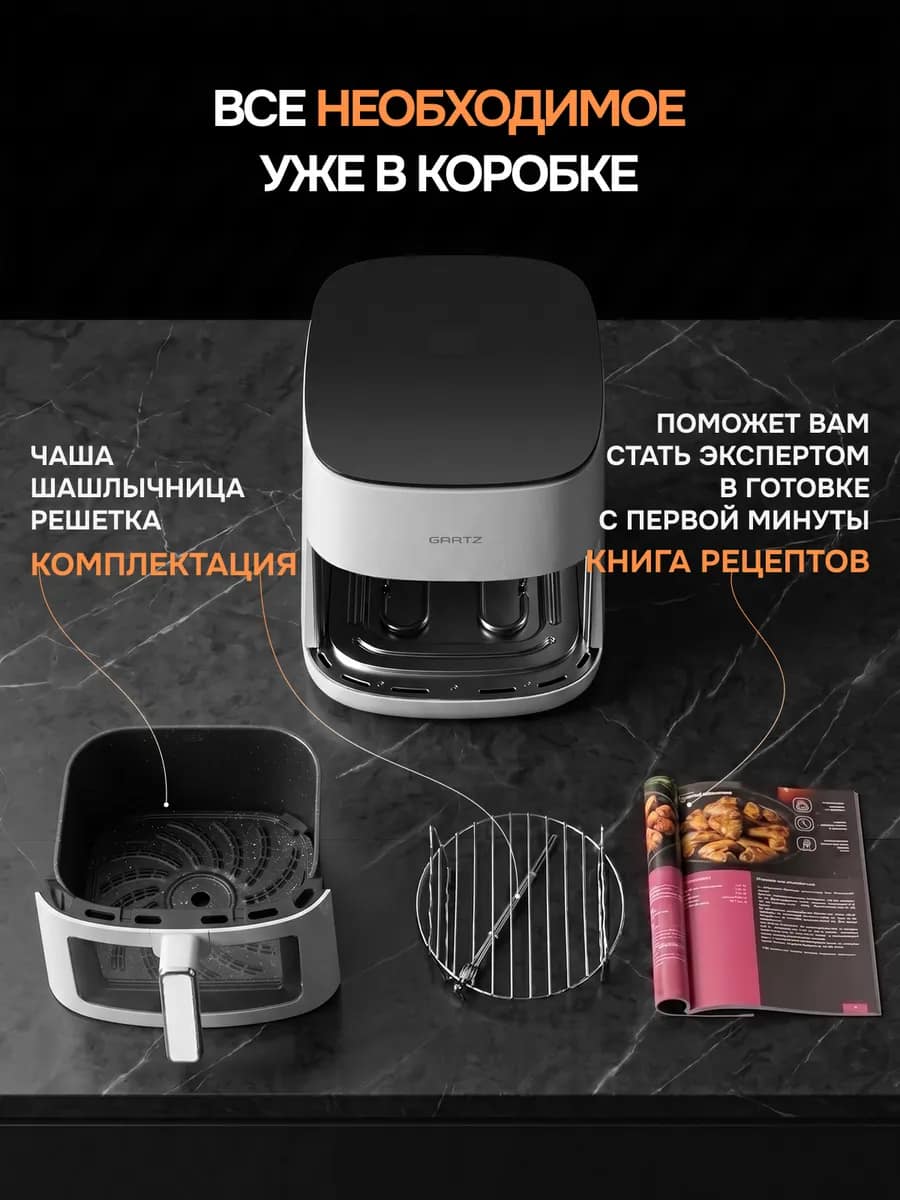 ВСЕ НЕОБХОДИМОЕ
УЖЕ В КОРОБКЕ
ЧАША
ШАШЛЫЧНИЦА
РЕШЕТКА
КОМПЛЕКТАЦИЯ
ПОМОЖЕТ ВАМ
СТАТЬ ЭКСПЕРТОМ
В ГОТОВКЕ
С ПЕРВОЙ МИНУТЫ
КНИГА РЕЦЕПТОВ
GARTZ